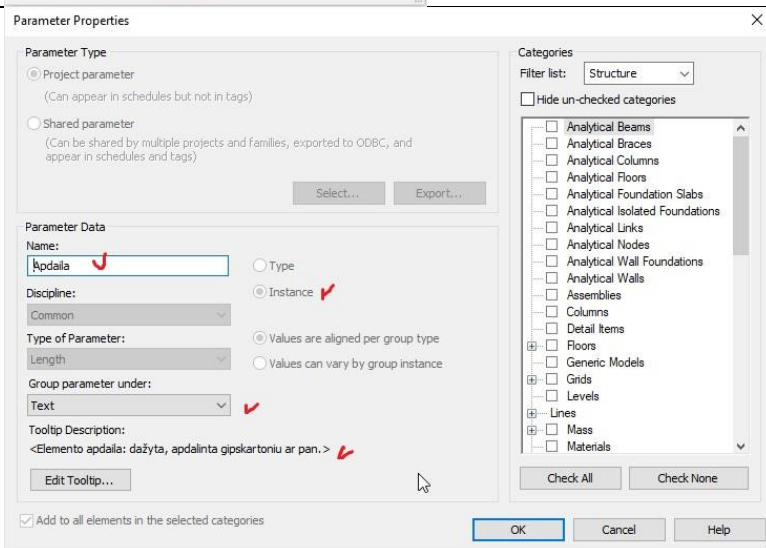 Parameter Properties
Parameter Type
Project parameter
(Can appear in schedules but not in tags)
Shared parameter
(Can be shared by multiple projects and families, exported to ODBC, and
appear in schedules and tags)
Select...
Export...
Parameter Data
Name:
Apdaila
Type
Discipline:
Instance
Common
Type of Parameter:
Values are aligned per group type
Length
Values can vary by group instance
Group parameter under:
Text
Tooltip Description:
<Elemento apdaila: dažyta, apdalinta gipskartoniu ar pan.>
Edit Tooltip...
Add to all elements in the selected categories
Categories
Filter list:
Structure
Hide un-checked categories
Analytical Beams
Analytical Braces
Analytical Columns
Analytical Floors
Analytical Foundation Slabs
Analytical Isolated Foundations
Analytical Links
Analytical Nodes
Analytical Wall Foundations
Analytical Walls
Assemblies
Columns
Detail Items
Floors
Generic Models
Grids
Levels
Lines
Mass
Materials
Check All
Check None
OK
Cancel
Help